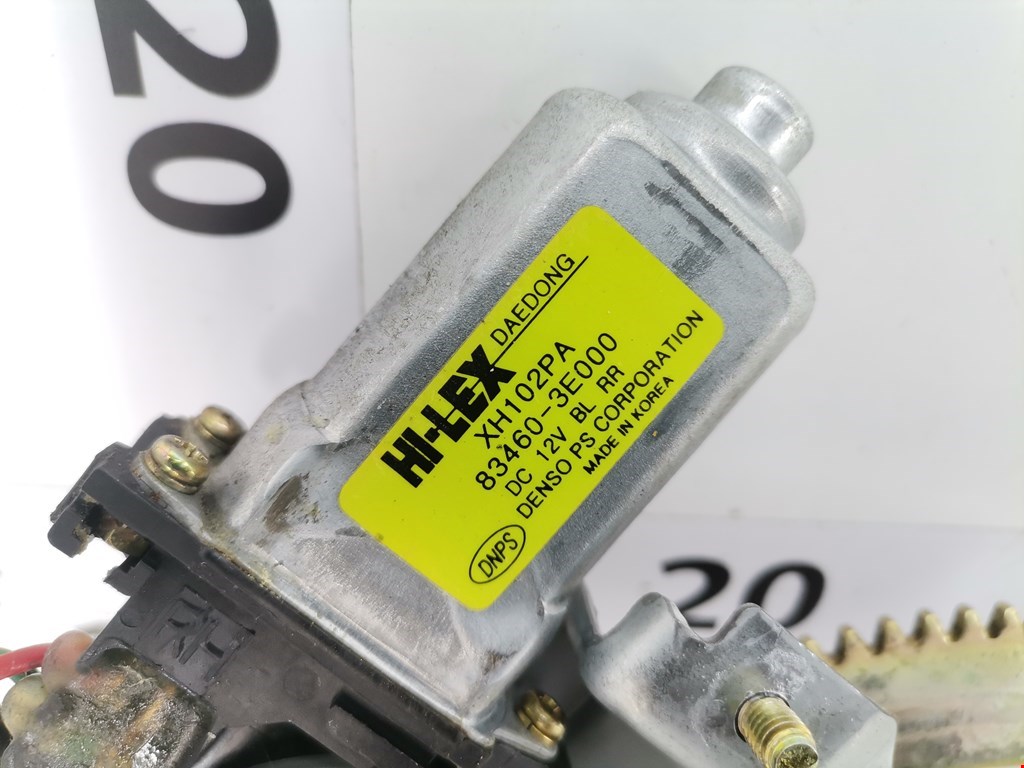 20
HI-LEX DAEDONG
XH102PA
83460-3E000
DC 12V BL RR
DNPS DENSO PS CORPORATION
MADE IN KOREA
RH
20